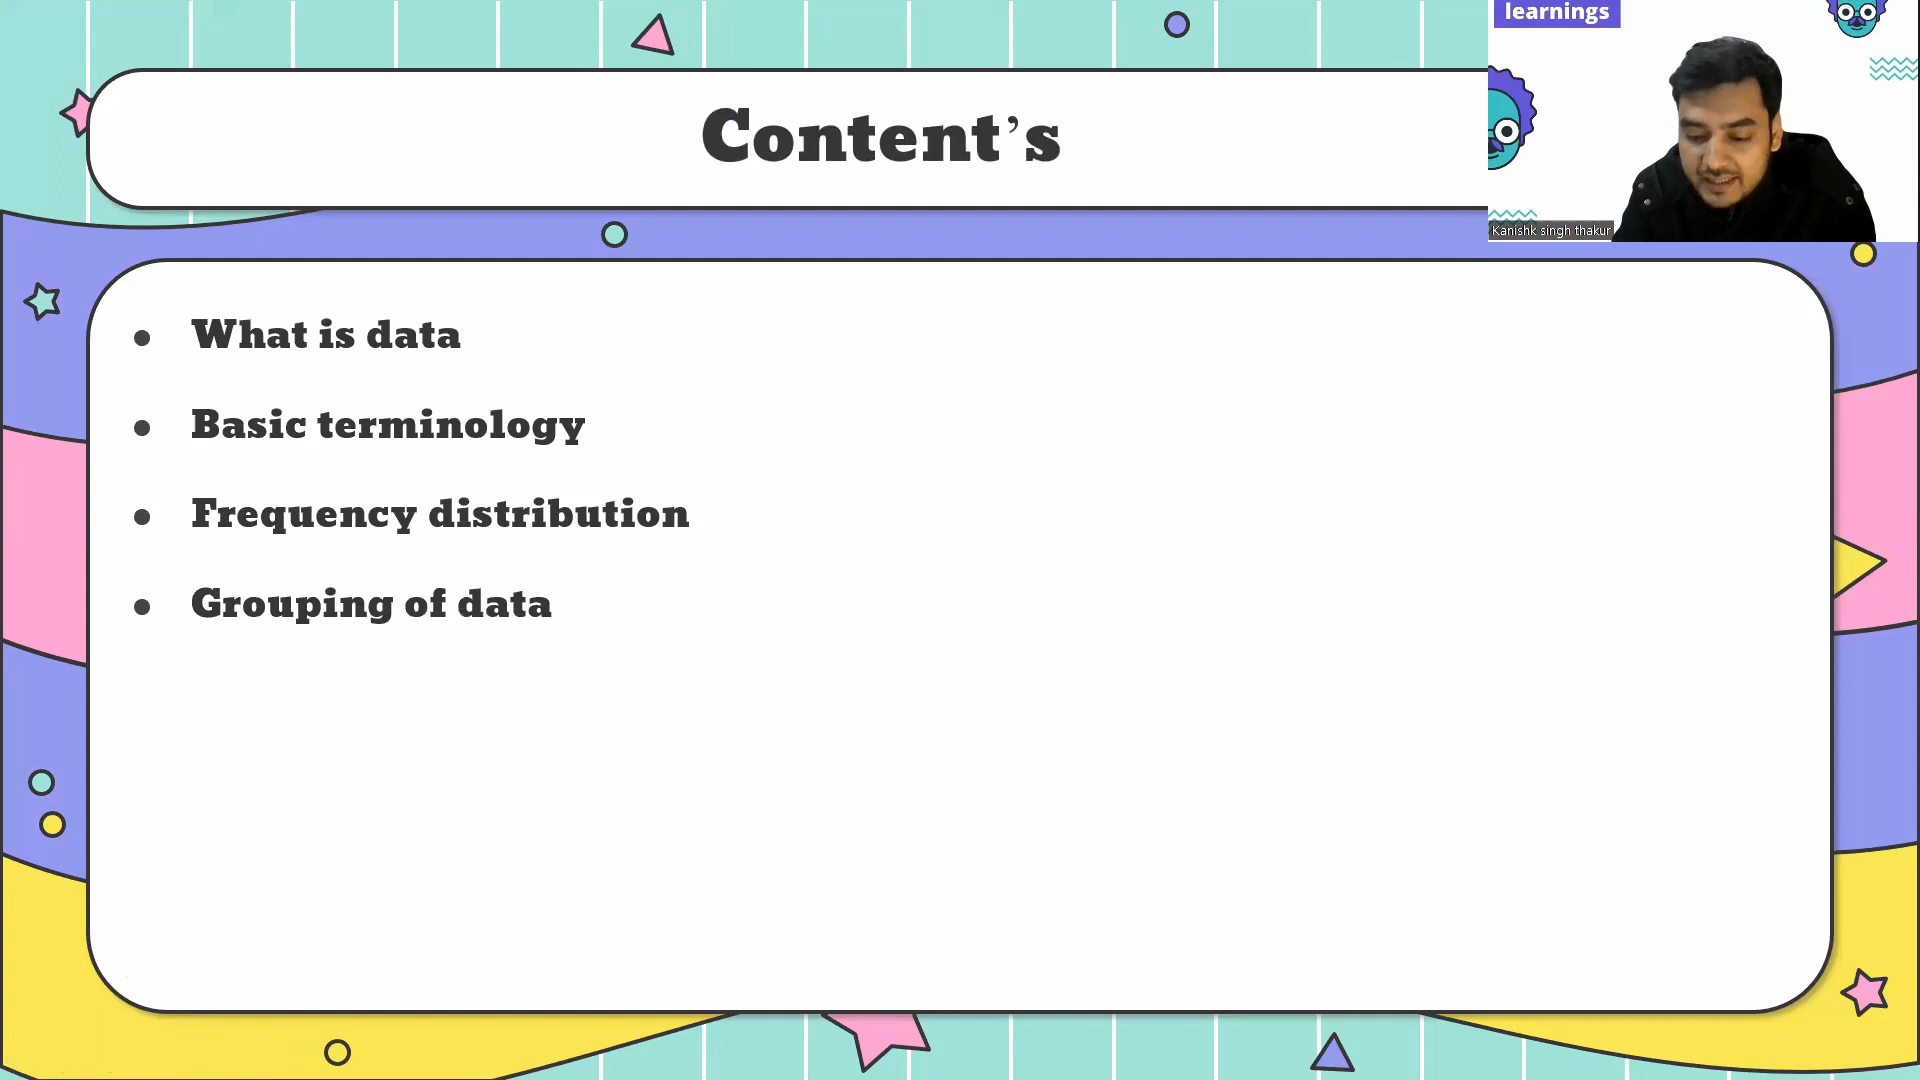 learnings
Content’s
Kanishk singh thakur
What is data
Basic terminology
Frequency distribution
Grouping of data